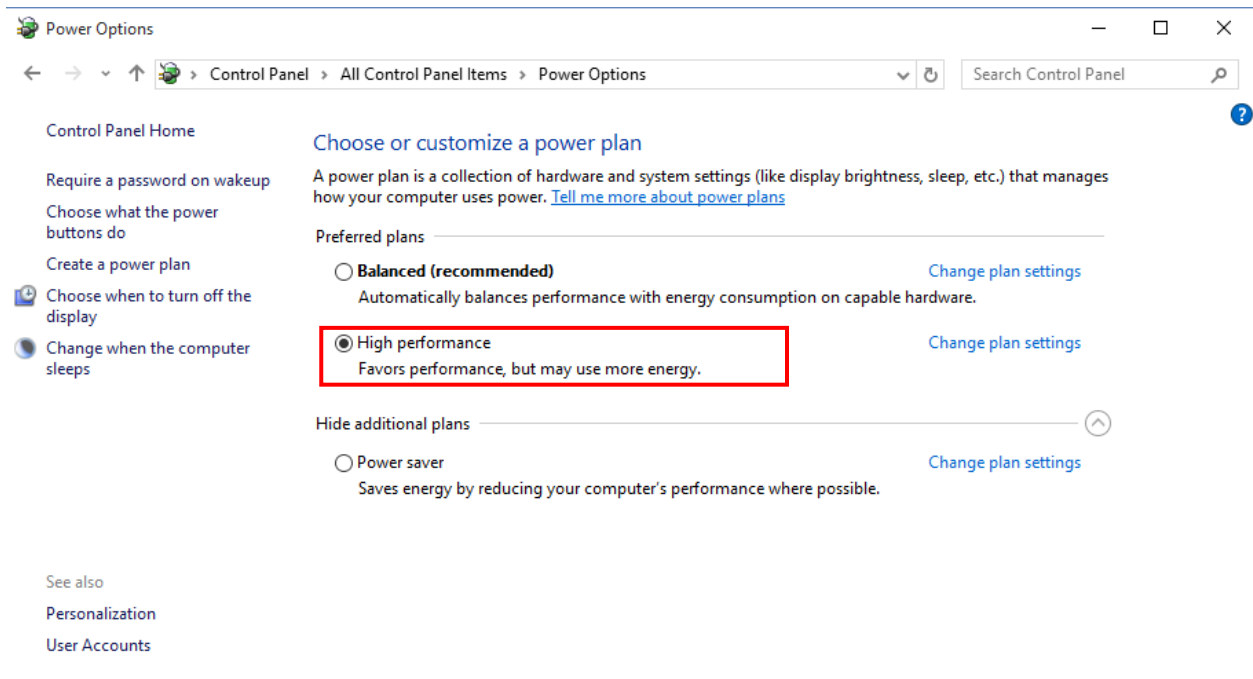 Power Options
Control Panel > All Control Panel Items > Power Options
Search Control Panel
Control Panel Home
Require a password on wakeup
Choose what the power
buttons do
Create a power plan
Choose when to turn off the
display
Change when the computer
sleeps
Choose or customize a power plan
A power plan is a collection of hardware and system settings (like display brightness, sleep, etc.) that manages
how your computer uses power. Tell me more about power plans
Preferred plans
Balanced (recommended) Change plan settings
Automatically balances performance with energy consumption on capable hardware.
High performance Change plan settings
Favors performance, but may use more energy.
Hide additional plans
Power saver Change plan settings
Saves energy by reducing your computer's performance where possible.
See also
Personalization
User Accounts